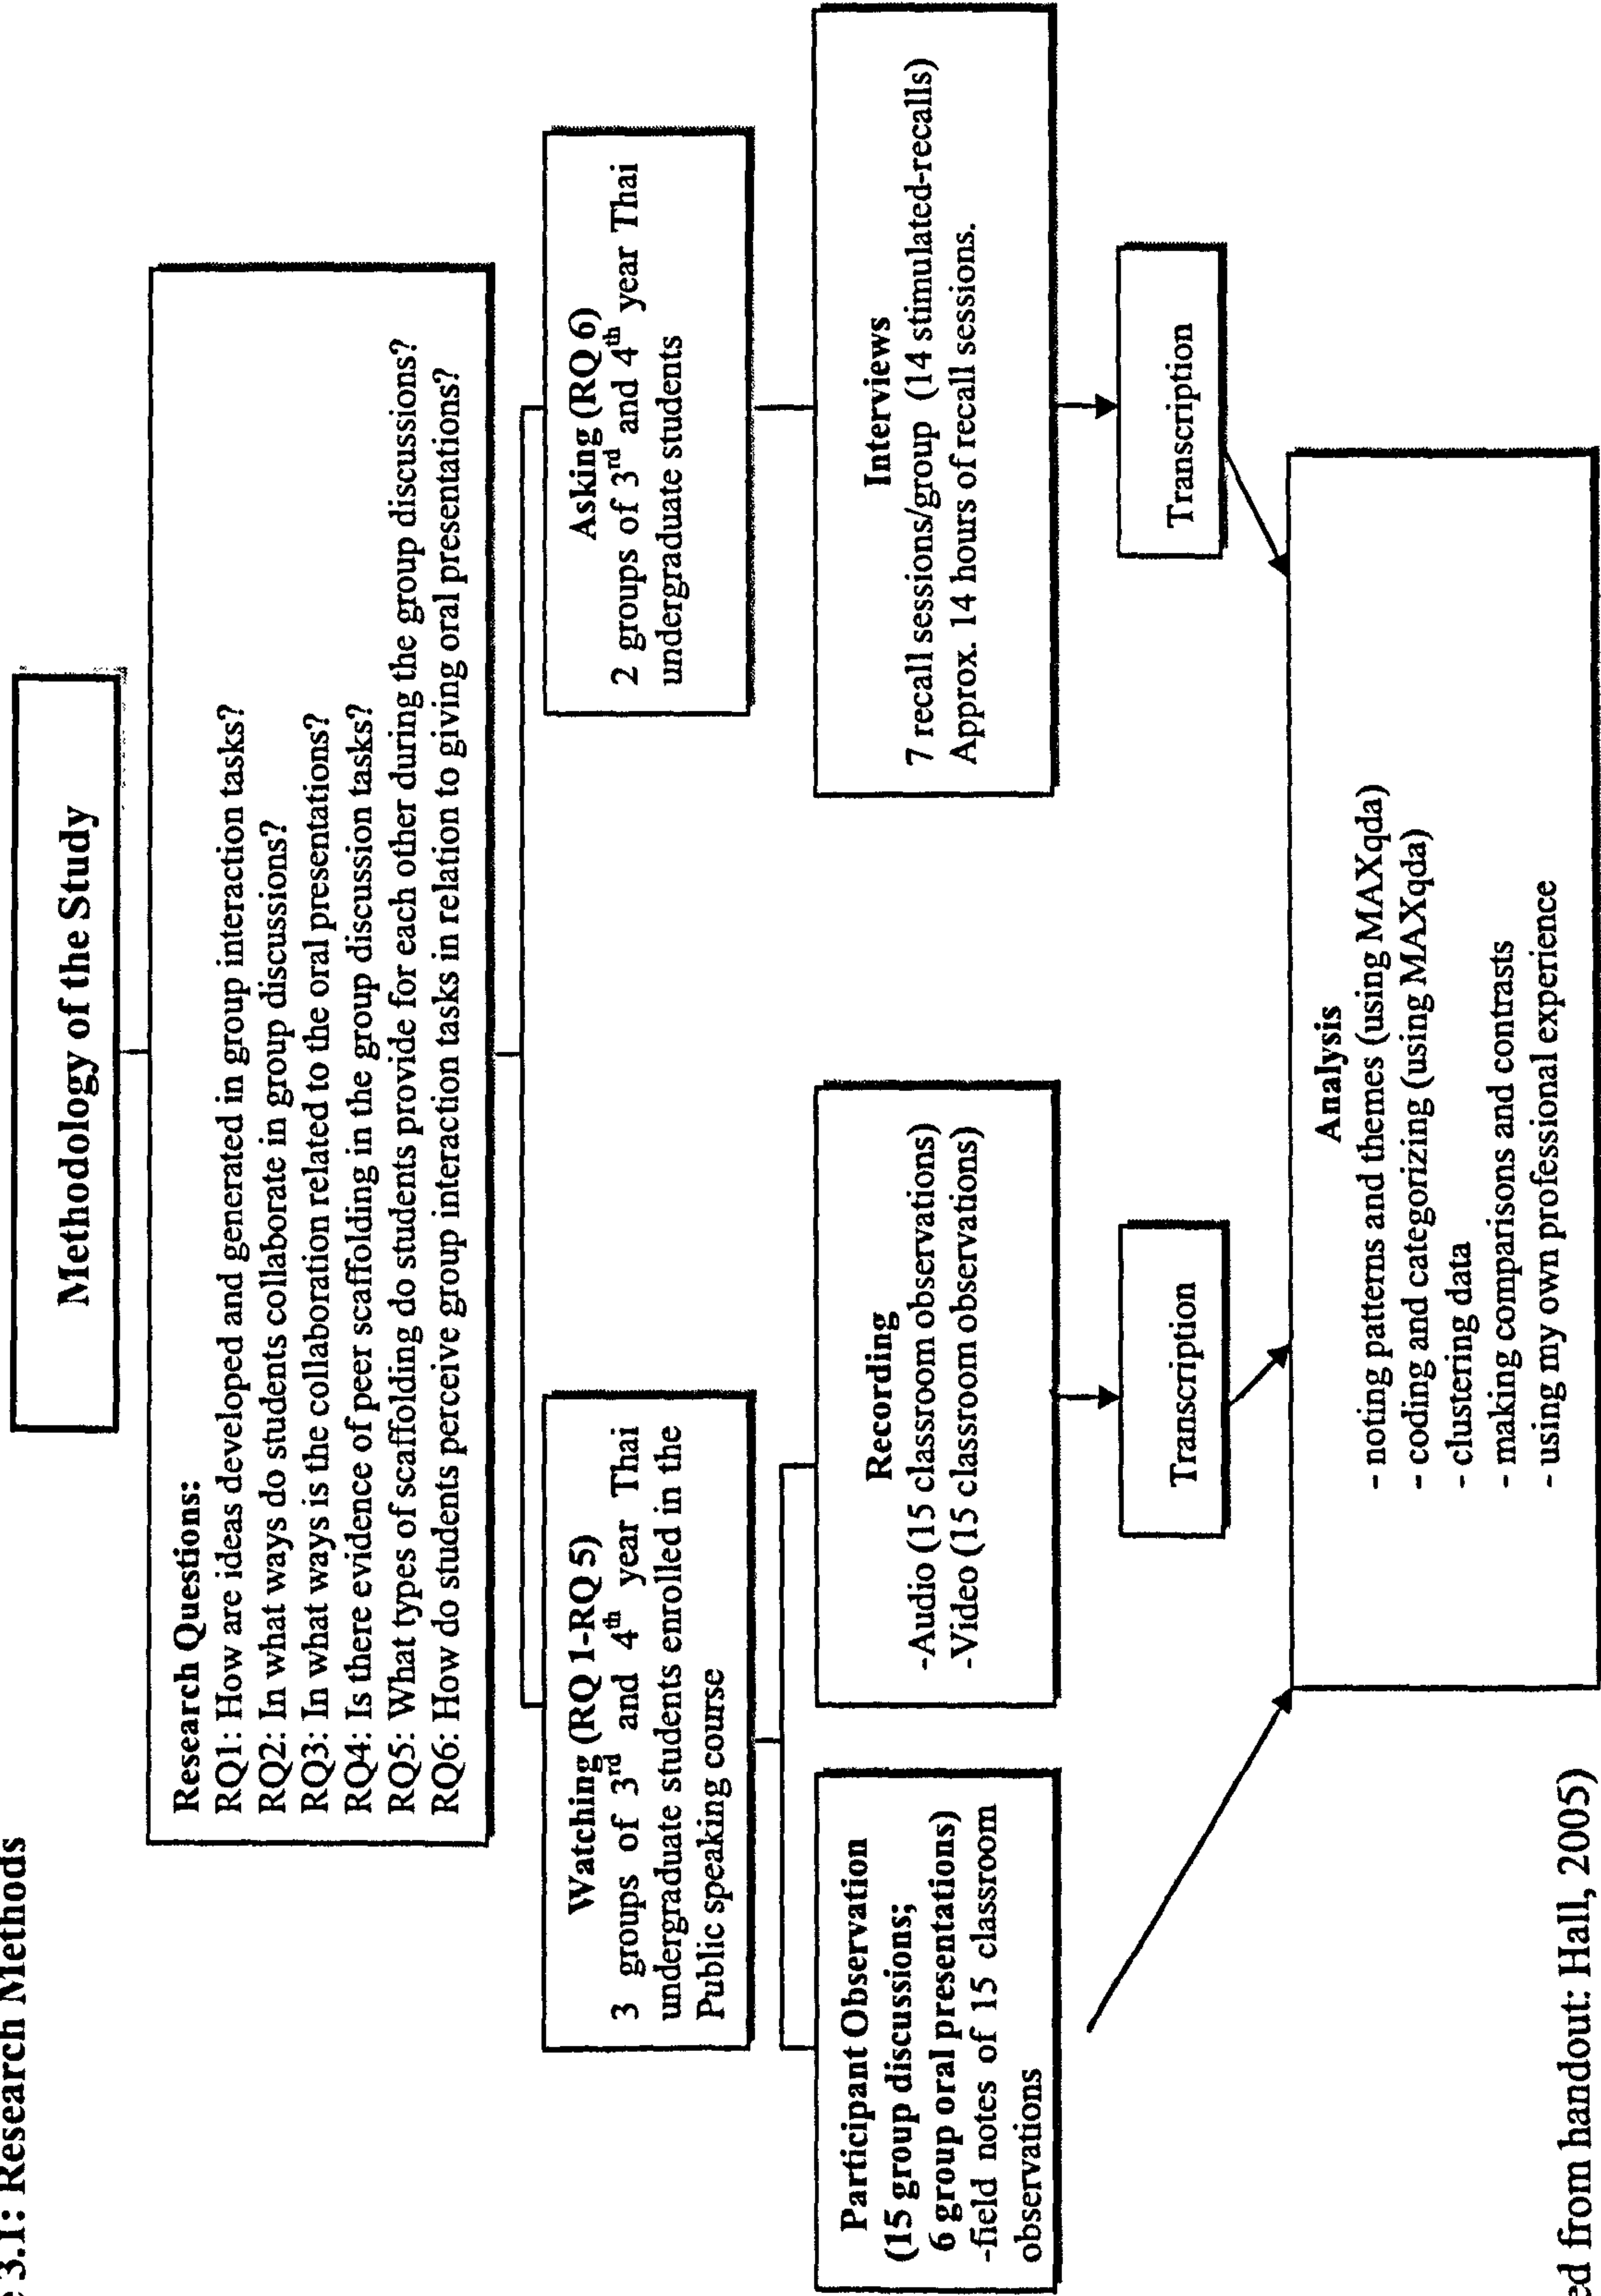 3.1: Research Methods
Methodology of the Study
Research Questions:
RQ1: How are ideas developed and generated in group interaction tasks?
RQ2: In what ways do students collaborate in group discussions?
RQ3: In what ways is the collaboration related to the oral presentations?
RQ4: Is there evidence of peer scaffolding in the group discussion tasks?
RQ5: What types of scaffolding do students provide for each other during the group discussions?
RQ6: How do students perceive group interaction tasks in relation to giving oral presentations?
Watching (RQ 1-RQ 5)
3 groups of 3rd and 4th year Thai
undergraduate students enrolled in the
Public speaking course
Asking (RQ 6)
2 groups of 3rd and 4th year Thai
undergraduate students
Participant Observation
(15 group discussions;
6 group oral presentations)
-field notes of 15 classroom
observations
Recording
-Audio (15 classroom observations)
-Video (15 classroom observations)
Interviews
7 recall sessions/group (14 stimulated-recalls)
Approx. 14 hours of recall sessions.
Transcription
Transcription
Analysis
- noting patterns and themes (using MAXqda)
- coding and categorizing (using MAXqda)
- clustering data
- making comparisons and contrasts
- using my own professional experience
from handout: Hall, 2005)